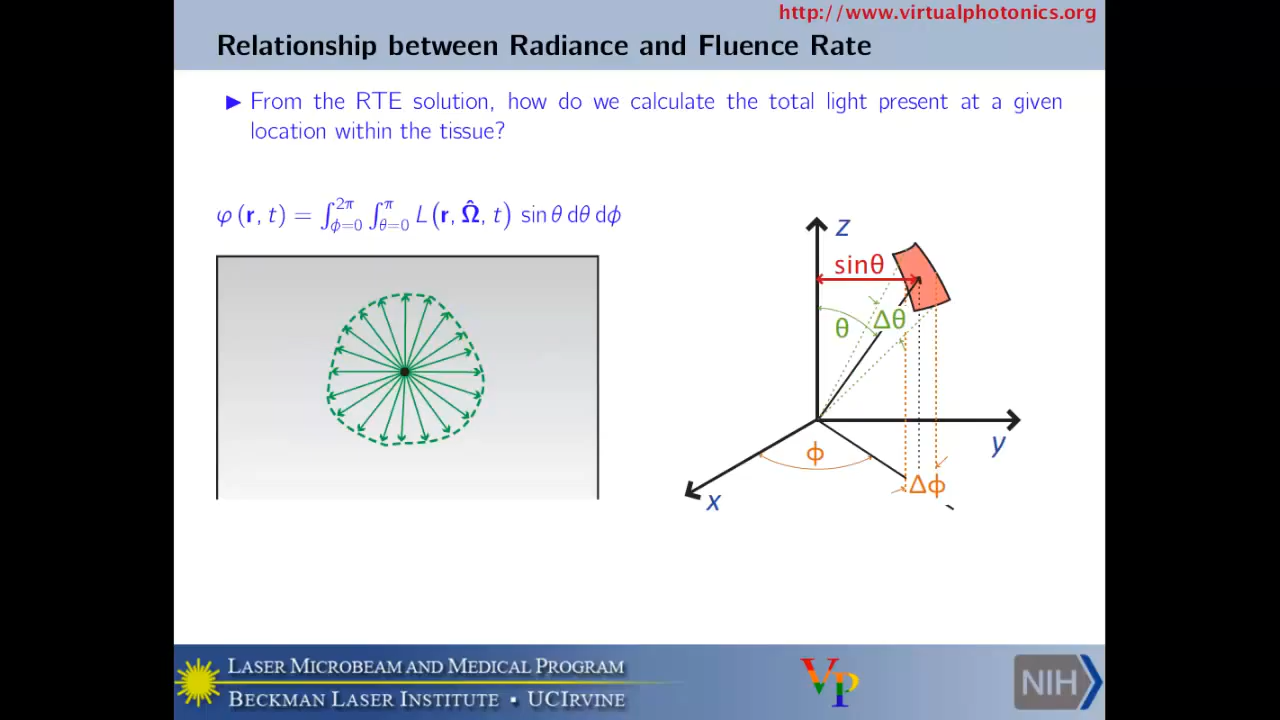 http://www.virtualphotonics.org
Relationship between Radiance and Fluence Rate
▶ From the RTE solution, how do we calculate the total light present at a given
location within the tissue?
φ (r, t) = ∫_{ϕ=0}^{2π} ∫_{θ=0}^{π} L(r, Ω̂, t) sin θ dθ dϕ
z
sinθ
θ
Δθ
y
ϕ
Δϕ
x
LASER MICROBEAM AND MEDICAL PROGRAM
BECKMAN LASER INSTITUTE ▪ UCIRVINE
VP
NIH